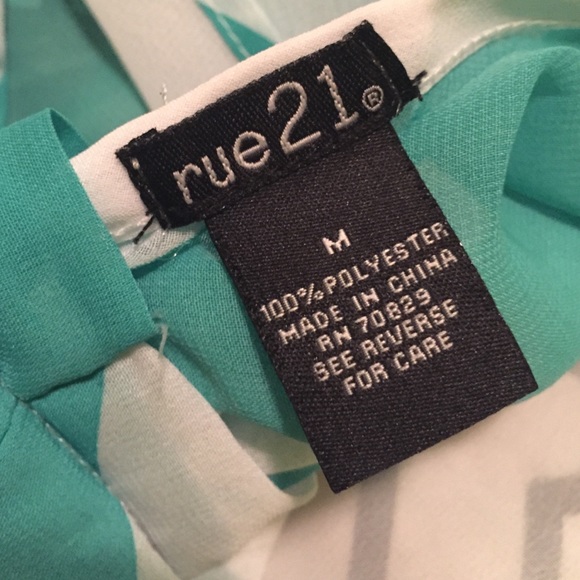 rue21®
M
100% POLYESTER
MADE IN CHINA
RN 70829
SEE REVERSE
FOR CARE